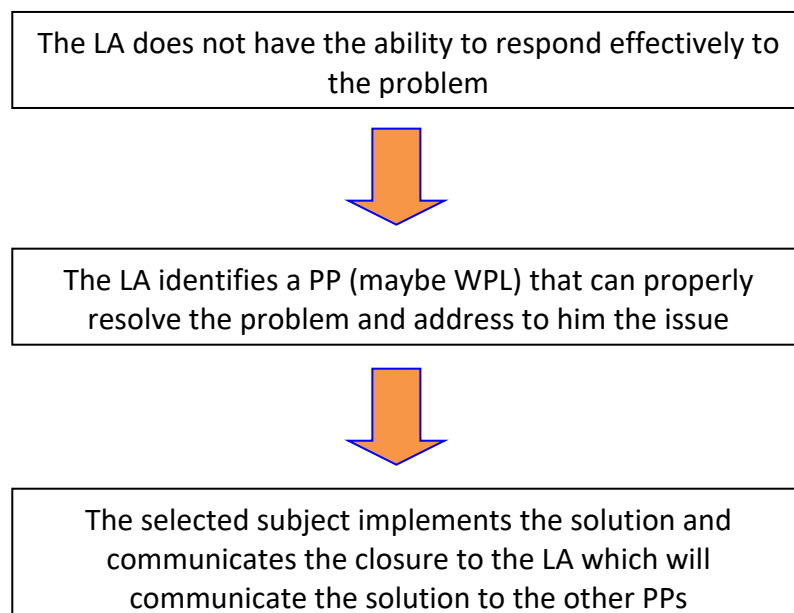 The LA does not have the ability to respond effectively to
the problem
The LA identifies a PP (maybe WPL) that can properly
resolve the problem and address to him the issue
The selected subject implements the solution and
communicates the closure to the LA which will
communicate the solution to the other PPs